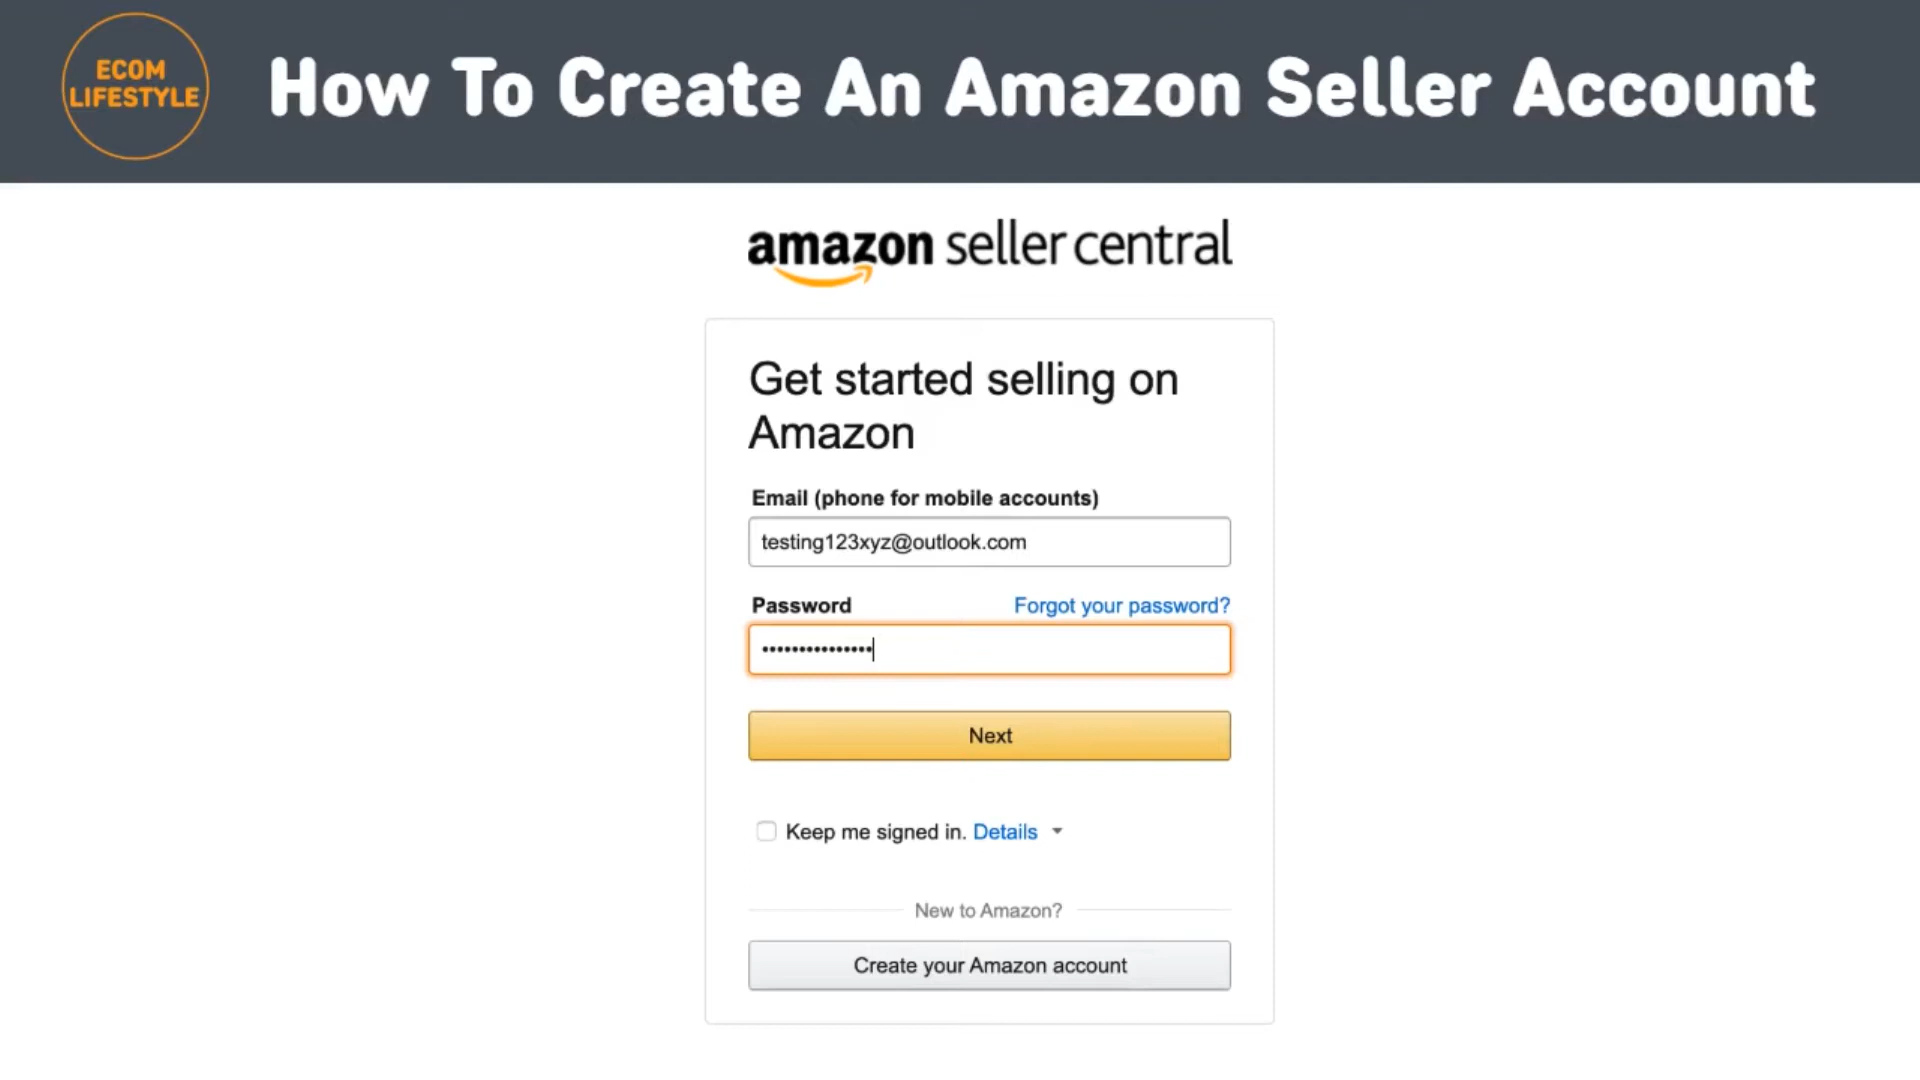 ECOM
LIFESTYLE
How To Create An Amazon Seller Account
amazon seller central
Get started selling on
Amazon
Email (phone for mobile accounts)
testing123xyz@outlook.com
Password Forgot your password?
•••••••••••••••
Next
Keep me signed in. Details
New to Amazon?
Create your Amazon account